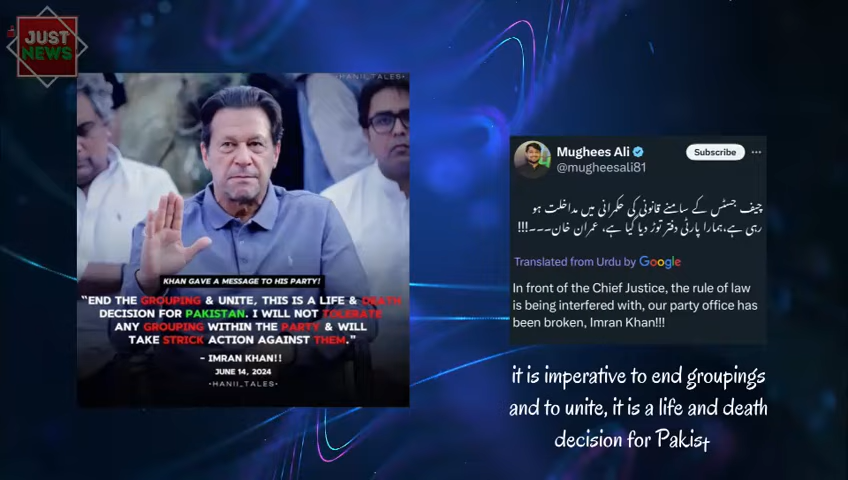 JUST
NEWS
-HANII_TALES-
KHAN GAVE A MESSAGE TO HIS PARTY!
“END THE GROUPING & UNITE, THIS IS A LIFE & DEATH
DECISION FOR PAKISTAN. I WILL NOT TOLERATE
ANY GROUPING WITHIN THE PARTY & WILL
TAKE STRICK ACTION AGAINST THEM.”
- IMRAN KHAN!!
JUNE 14, 2024
-HANII_TALES-
Mughees Ali
Subscribe
@mugheesali81
چیف جسٹس کے سامنے قانونی کی حکمرانی میں مداخلت ہو
رہی ہے،ہمارا پارٹی دفتر توڑ دیا گیا ہے، عمران خان۔۔۔!!!
Translated from Urdu by Google
In front of the Chief Justice, the rule of law
is being interfered with, our party office has
been broken, Imran Khan!!!
it is imperative to end groupings
and to unite, it is a life and death
decision for Pakist